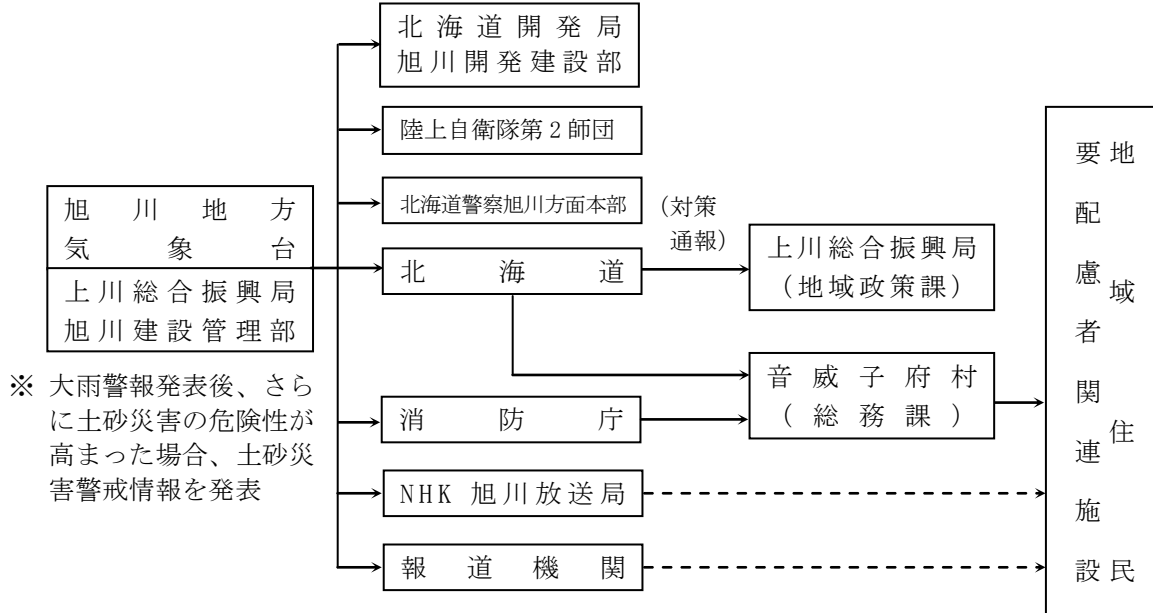 北海道開発局
旭川開発建設部
陸上自衛隊第2師団
北海道警察旭川方面本部
(対策
通報)
旭川地方
気象台
上川総合振興局
旭川建設管理部
北海道
上川総合振興局
(地域政策課)
音威子府村
(総務課)
消防庁
NHK 旭川放送局
報道機関
地域住民
要配慮者関連施設
※ 大雨警報発表後、さら
に土砂災害の危険性が
高まった場合、土砂災
害警戒情報を発表